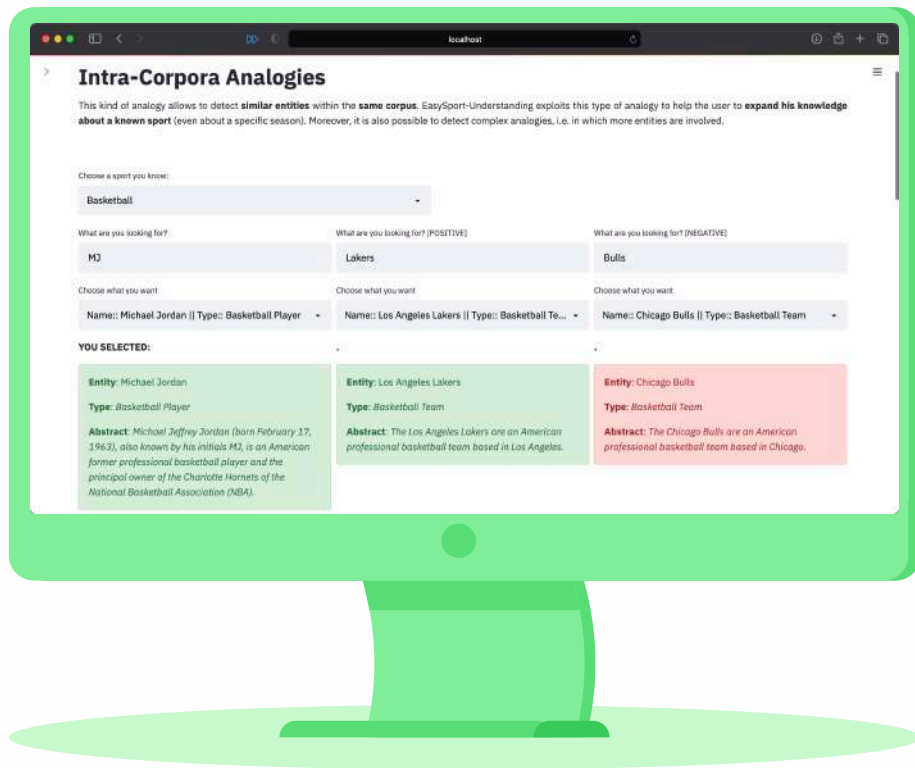 localhost
Intra-Corpora Analogies
This kind of analogy allows to detect similar entities within the same corpus. EasySport-Understanding exploits this type of analogy to help the user to expand his knowledge
about a known sport (even about a specific season). Moreover, it is also possible to detect complex analogies, i.e. in which more entities are involved.
Choose a sport you know:
Basketball
What are you looking for? What are you looking for? [POSITIVE] What are you looking for? [NEGATIVE]
MJ Lakers Bulls
Choose what you want Choose what you want Choose what you want
Name:: Michael Jordan || Type:: Basketball Player Name:: Los Angeles Lakers || Type:: Basketball Te... Name:: Chicago Bulls || Type:: Basketball Team
YOU SELECTED: . .
Entity: Michael Jordan
Type: Basketball Player
Abstract: Michael Jeffrey Jordan (born February 17,
1963), also known by his initials MJ, is an American
former professional basketball player and the
principal owner of the Charlotte Hornets of the
National Basketball Association (NBA).
Entity: Los Angeles Lakers
Type: Basketball Team
Abstract: The Los Angeles Lakers are an American
professional basketball team based in Los Angeles.
Entity: Chicago Bulls
Type: Basketball Team
Abstract: The Chicago Bulls are an American
professional basketball team based in Chicago.